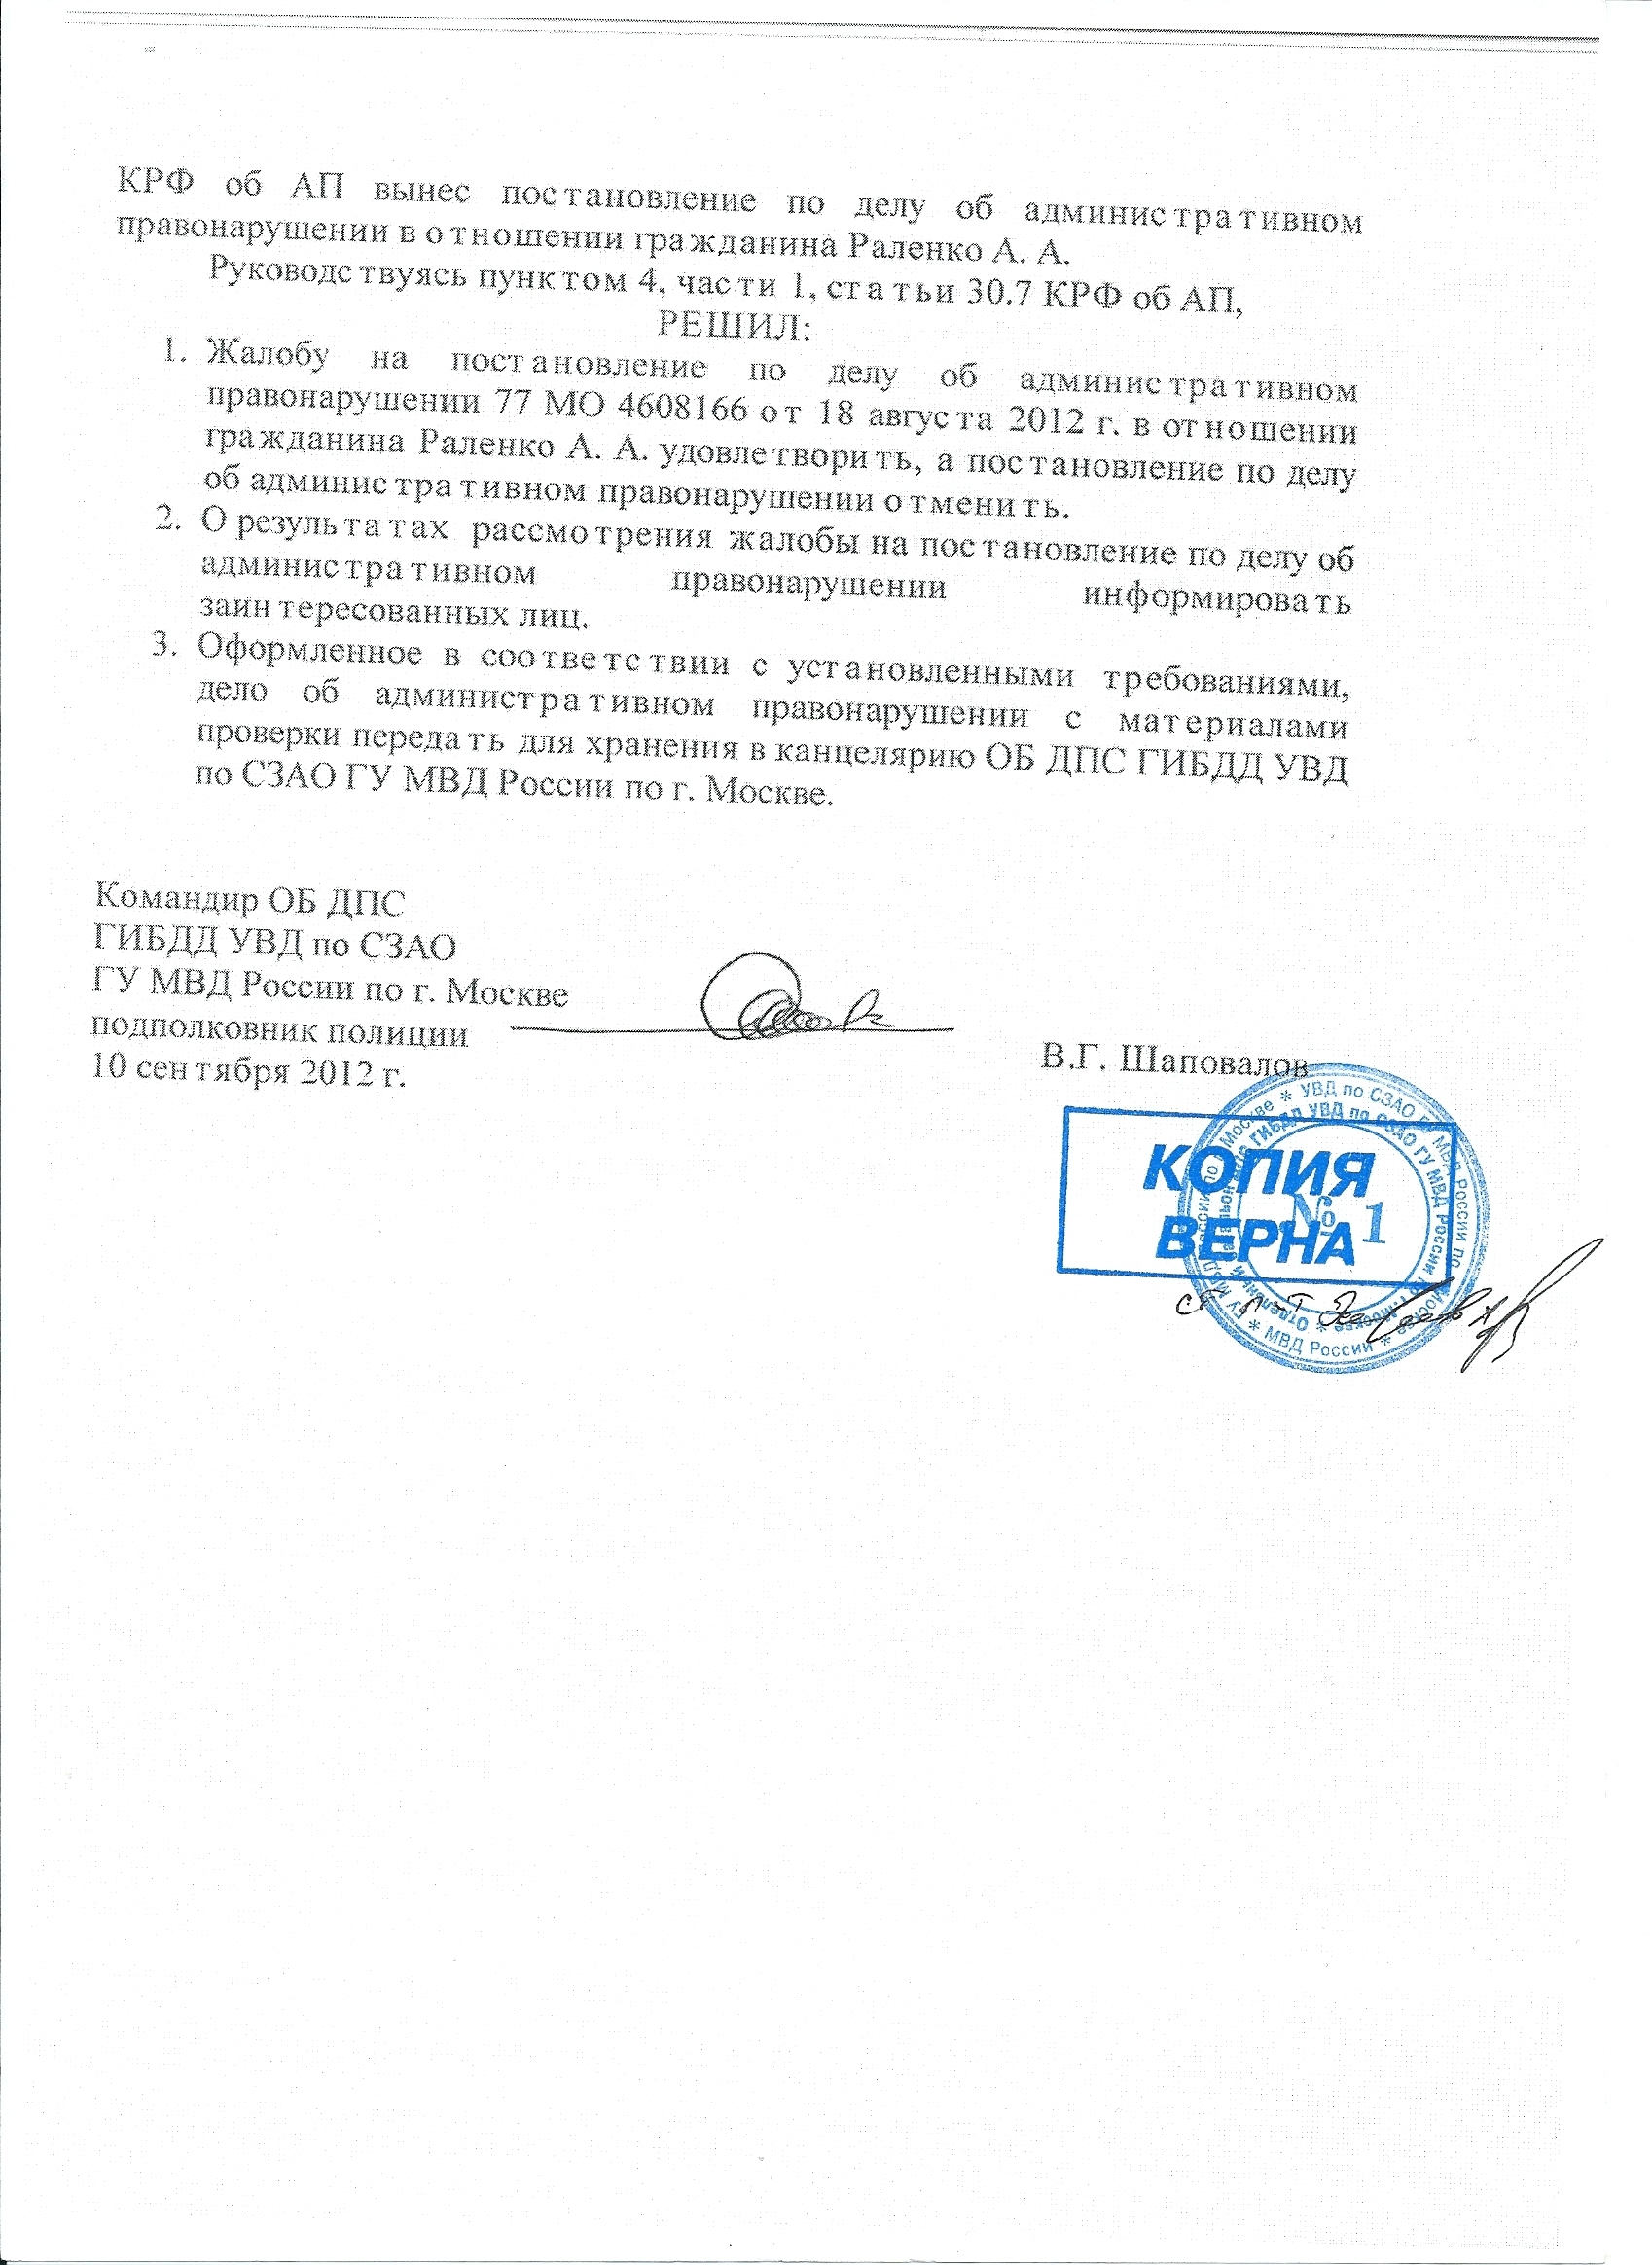 КРФ об АП вынес постановление по делу об административном
правонарушении в отношении гражданина Раленко А. А.
Руководствуясь пунктом 4, части 1, статьи 30.7 КРФ об АП,
РЕШИЛ:
1. Жалобу на постановление по делу об административном
правонарушении 77 МО 4608166 от 18 августа 2012 г. в отношении
гражданина Раленко А. А. удовлетворить, а постановление по делу
об административном правонарушении отменить.
2. О результатах рассмотрения жалобы на постановление по делу об
административном правонарушении информировать
заинтересованных лиц.
3. Оформленное в соответствии с установленными требованиями,
дело об административном правонарушении с материалами
проверки передать для хранения в канцелярию ОБ ДПС ГИБДД УВД
по СЗАО ГУ МВД России по г. Москве.
Командир ОБ ДПС
ГИБДД УВД по СЗАО
ГУ МВД России по г. Москве
подполковник полиции
10 сентября 2012 г.
В.Г. Шаповалов
КОПИЯ
ВЕРНА
№ 1
УВД по СЗАО ГУ МВД России по г. Москве * МВД России *
ГИБДД УВД по СЗАО ГУ МВД России по г. Москве *
ст. л-т